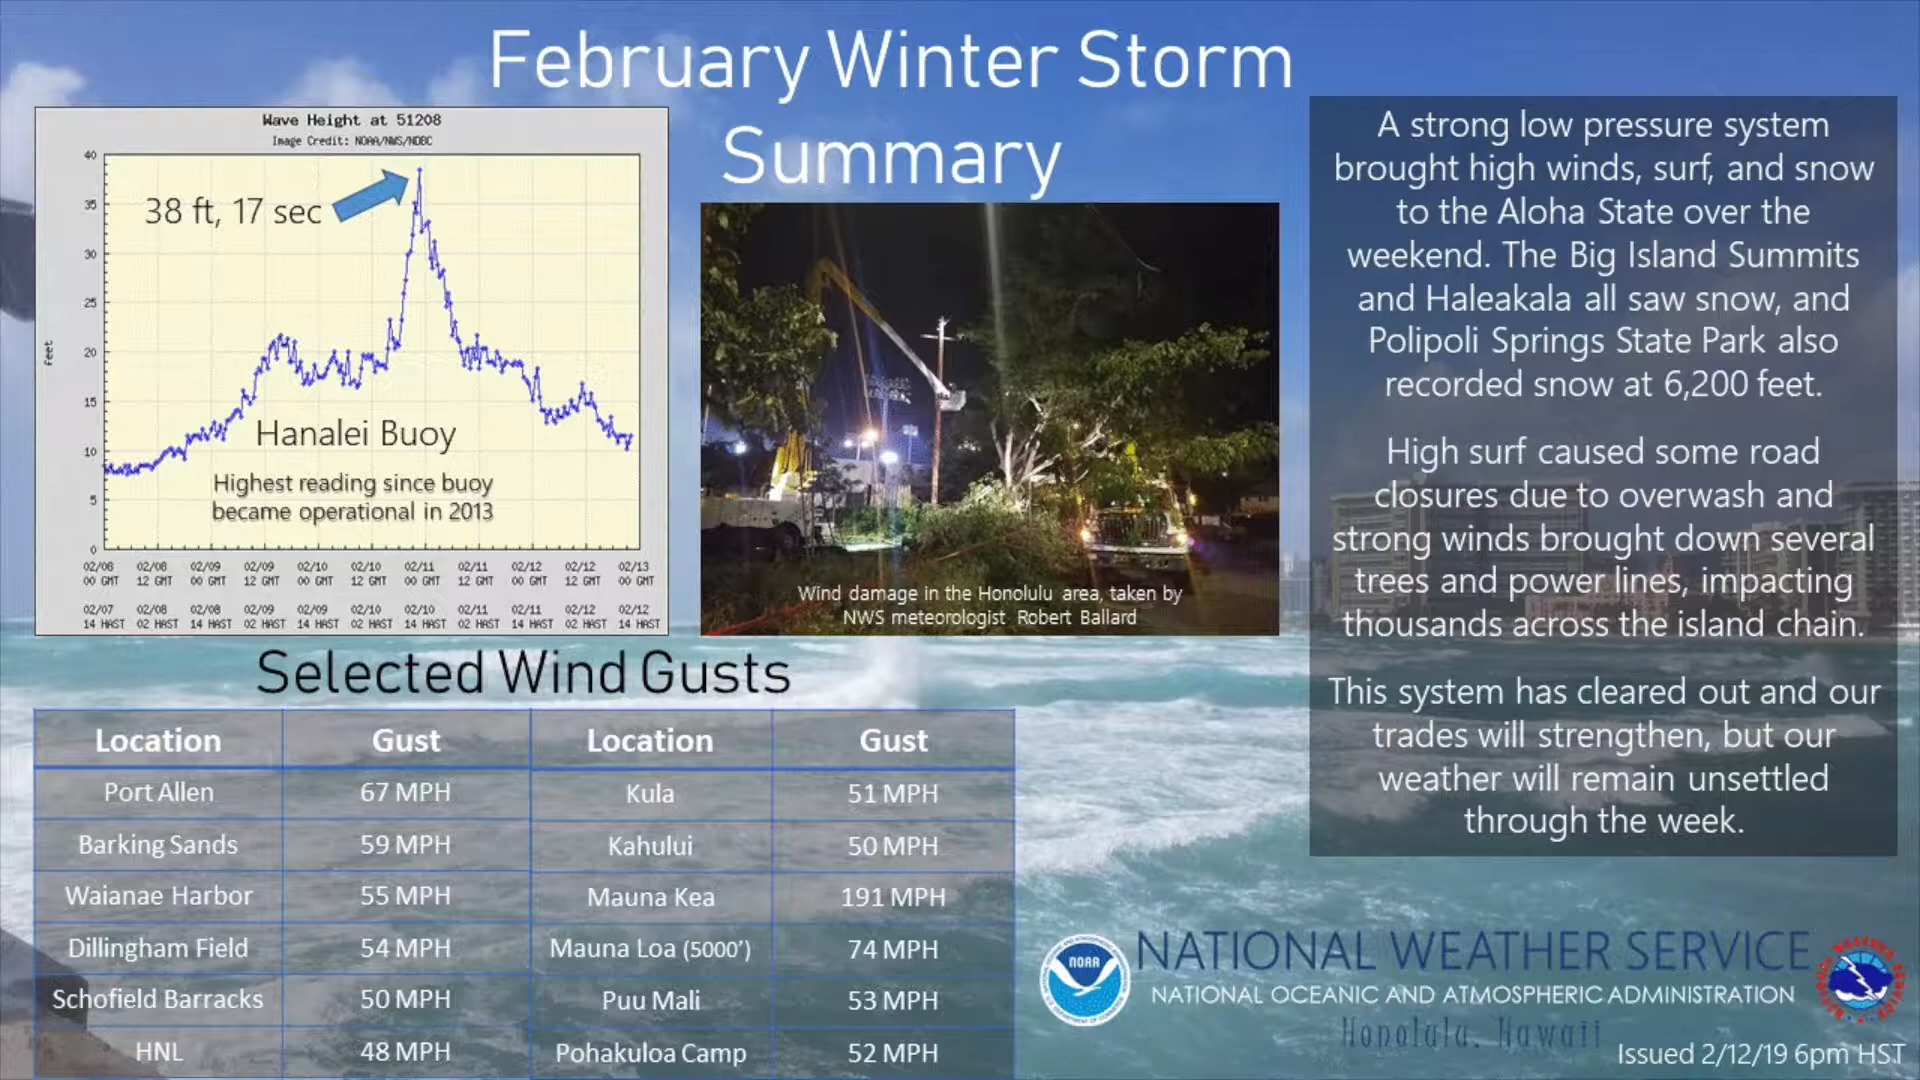 February Winter Storm
Summary
Wave Height at 51208
Image Credit: NOAA/NWS/NDBC
feet
40
35
30
25
20
15
10
5
0
38 ft, 17 sec
Hanalei Buoy
Highest reading since buoy
became operational in 2013
02/08 02/08 02/09 02/09 02/10 02/10 02/11 02/11 02/12 02/12 02/13
00 GMT 12 GMT 00 GMT 12 GMT 00 GMT 12 GMT 00 GMT 12 GMT 00 GMT 12 GMT 00 GMT
02/07 02/08 02/08 02/09 02/09 02/10 02/10 02/11 02/11 02/12 02/12
14 HAST 02 HAST 14 HAST 02 HAST 14 HAST 02 HAST 14 HAST 02 HAST 14 HAST 02 HAST 14 HAST
Wind damage in the Honolulu area, taken by
NWS meteorologist Robert Ballard
A strong low pressure system
brought high winds, surf, and snow
to the Aloha State over the
weekend. The Big Island Summits
and Haleakala all saw snow, and
Polipoli Springs State Park also
recorded snow at 6,200 feet.
High surf caused some road
closures due to overwash and
strong winds brought down several
trees and power lines, impacting
thousands across the island chain.
This system has cleared out and our
trades will strengthen, but our
weather will remain unsettled
through the week.
Selected Wind Gusts
Location Gust Location Gust
Port Allen 67 MPH Kula 51 MPH
Barking Sands 59 MPH Kahului 50 MPH
Waianae Harbor 55 MPH Mauna Kea 191 MPH
Dillingham Field 54 MPH Mauna Loa (5000') 74 MPH
Schofield Barracks 50 MPH Puu Mali 53 MPH
HNL 48 MPH Pohakuloa Camp 52 MPH
NOAA
NATIONAL WEATHER SERVICE
NATIONAL OCEANIC AND ATMOSPHERIC ADMINISTRATION
Honolulu, Hawaii
Issued 2/12/19 6pm HST